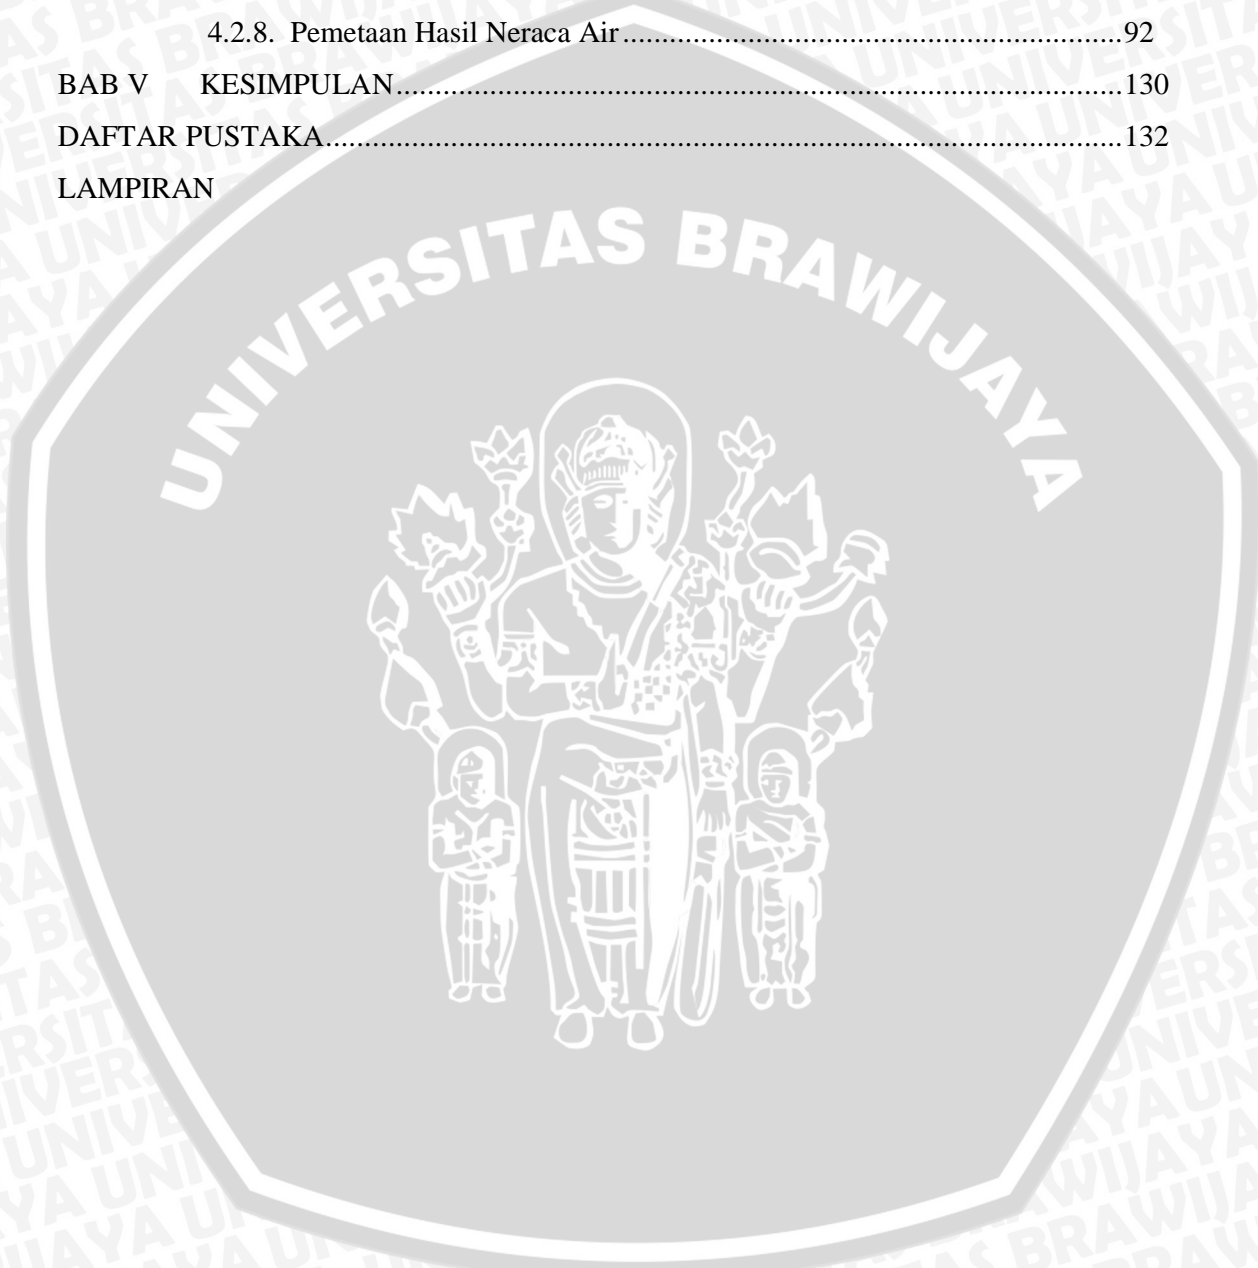 4.2.8. Pemetaan Hasil Neraca Air................................................................92
BAB V KESIMPULAN............................................................................................130
DAFTAR PUSTAKA.....................................................................................................132
LAMPIRAN
UNIVERSITAS BRAWIJAYA